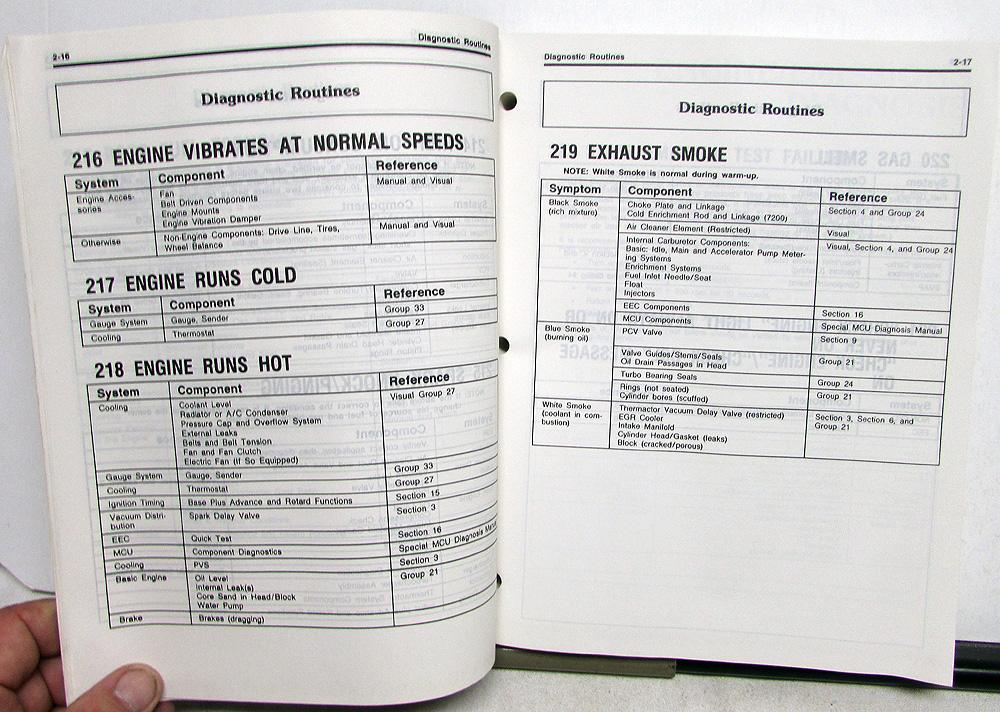 2-16 Diagnostic Routines
Diagnostic Routines
216 ENGINE VIBRATES AT NORMAL SPEEDS
System Component Reference
Engine Acces- Fan Manual and Visual
sories Belt Driven Components
Engine Mounts
Engine Vibration Damper
Otherwise Non-Engine Components: Drive Line, Tires, Manual and Visual
Wheel Balance
217 ENGINE RUNS COLD
System Component Reference
Gauge System Gauge, Sender Group 33
Cooling Thermostat Group 27
218 ENGINE RUNS HOT
System Component Reference
Cooling Coolant Level Visual Group 27
Radiator or A/C Condenser
Pressure Cap and Overflow System
External Leaks
Belts and Belt Tension
Fan and Fan Clutch
Electric Fan (If So Equipped)
Gauge System Gauge, Sender Group 33
Cooling Thermostat Group 27
Ignition Timing Base Plus Advance and Retard Functions Section 15
Vacuum Distri- Spark Delay Valve Section 3
bution
EEC Quick Test Section 16
MCU Component Diagnostics Special MCU Diagnosis Manual
Cooling PVS Section 3
Basic Engine Oil Level Group 21
Internal Leak(s)
Core Sand in Head/Block
Water Pump
Brake Brakes (dragging)
Diagnostic Routines 2-17
Diagnostic Routines
219 EXHAUST SMOKE
NOTE: White Smoke is normal during warm-up.
Symptom Component Reference
Black Smoke Choke Plate and Linkage Section 4 and Group 24
(rich mixture) Cold Enrichment Rod and Linkage (7200)
Air Cleaner Element (Restricted) Visual
Internal Carburetor Components: Visual, Section 4, and Group 24
Basic: Idle, Main and Accelerator Pump Meter-
ing Systems
Enrichment Systems
Fuel Inlet Needle/Seat
Float
Injectors
EEC Components Section 16
MCU Components Special MCU Diagnosis Manual
Blue Smoke PCV Valve Section 9
(burning oil)
Valve Guides/Stems/Seals Group 21
Oil Drain Passages in Head
Turbo Bearing Seals Group 24
Rings (not seated) Group 21
Cylinder bores (scuffed)
White Smoke Thermactor Vacuum Delay Valve (restricted) Section 3, Section 6, and
(coolant in com- EGR Cooler Group 21
bustion) Intake Manifold
Cylinder Head/Gasket (leaks)
Block (cracked/porous)